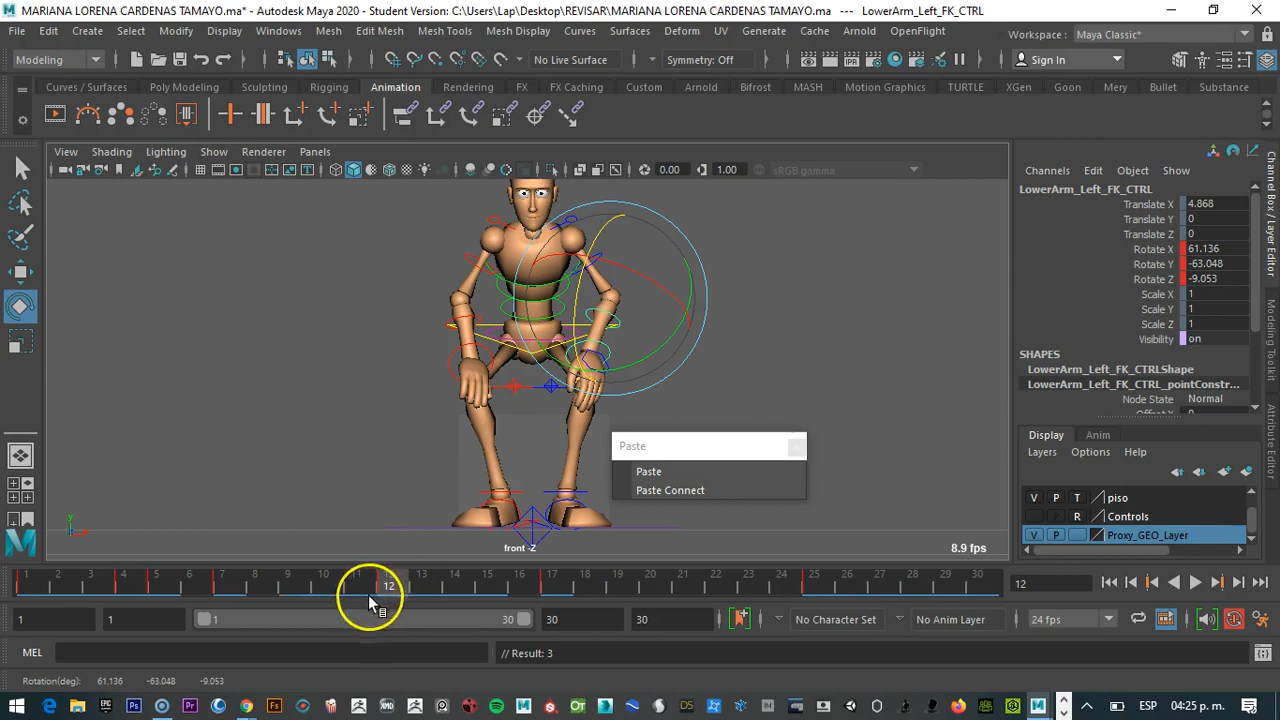 MARIANA LORENA CARDENAS TAMAYO.ma* - Autodesk Maya 2020 - Student Version: C:\Users\Lap\Desktop\REVISAR\MARIANA LORENA CARDENAS TAMAYO.ma --- LowerArm_Left_FK_CTRL
File Edit Create Select Modify Display Windows Mesh Edit Mesh Mesh Tools Mesh Display Curves Surfaces Deform UV Generate Cache Arnold OpenFlight Workspace : Maya Classic*
Modeling No Live Surface Symmetry: Off Sign In
Curves / Surfaces Poly Modeling Sculpting Rigging Animation Rendering FX FX Caching Custom Arnold Bifrost MASH Motion Graphics TURTLE XGen Goon Mery Bullet Substance
View Shading Lighting Show Renderer Panels
0.00 1.00 sRGB gamma
Channels Edit Object Show
LowerArm_Left_FK_CTRL
Translate X 4.868
Translate Y 0
Translate Z 0
Rotate X 61.136
Rotate Y -63.048
Rotate Z -9.053
Scale X 1
Scale Y 1
Scale Z 1
Visibility on
SHAPES
LowerArm_Left_FK_CTRLShape
LowerArm_Left_FK_CTRL_pointConstr...
Node State Normal
Channel Box / Layer Editor
Modeling Toolkit
Attribute Editor
Paste
Paste
Paste Connect
Display Anim
Layers Options Help
V P T piso
R Controls
V P Proxy_GEO_Layer
y
front -Z
8.9 fps
1 2 3 4 5 6 7 8 9 10 11 12 13 14 15 16 17 18 19 20 21 22 23 24 25 26 27 28 29 30 12
12
1 1 1 30 30 30 No Character Set No Anim Layer 24 fps
MEL // Result: 3
Rotation(deg): 61.136 -63.048 -9.053
ESP 04:25 p. m.